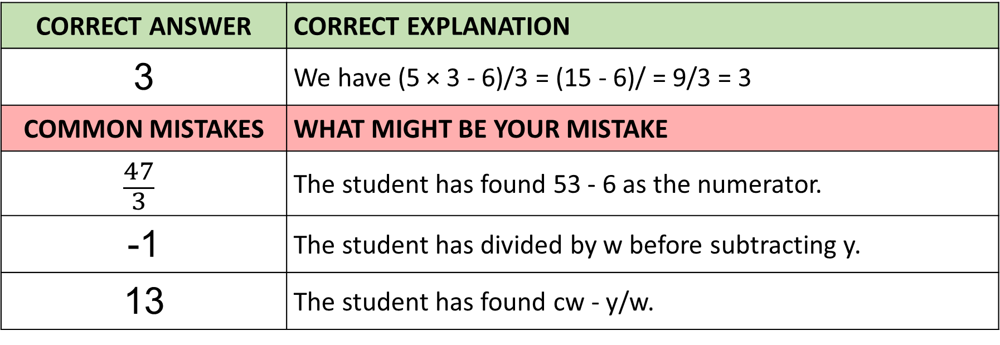 CORRECT ANSWER CORRECT EXPLANATION
3 We have (5 × 3 - 6)/3 = (15 - 6)/ = 9/3 = 3
COMMON MISTAKES WHAT MIGHT BE YOUR MISTAKE
47/3 The student has found 53 - 6 as the numerator.
-1 The student has divided by w before subtracting y.
13 The student has found cw - y/w.